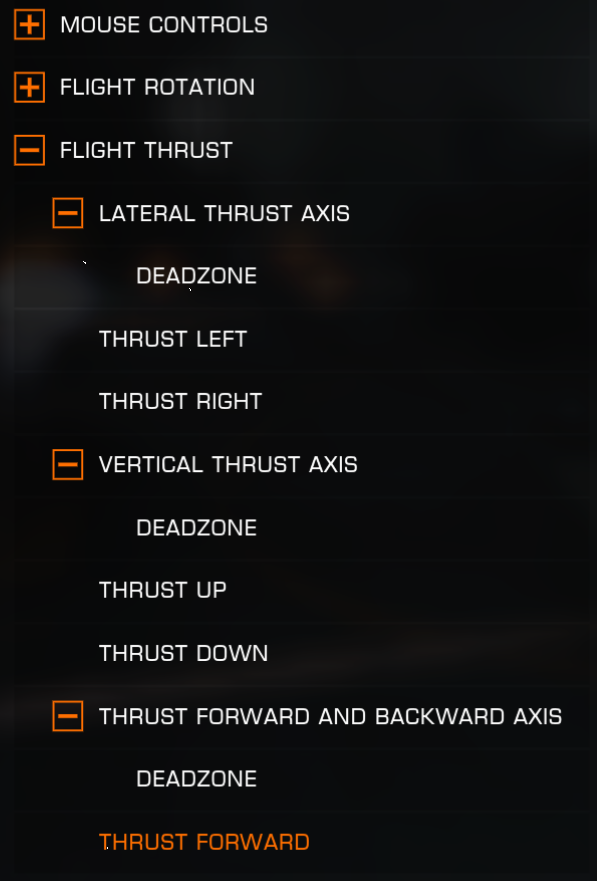 MOUSE CONTROLS
FLIGHT ROTATION
FLIGHT THRUST
LATERAL THRUST AXIS
DEADZONE
THRUST LEFT
THRUST RIGHT
VERTICAL THRUST AXIS
DEADZONE
THRUST UP
THRUST DOWN
THRUST FORWARD AND BACKWARD AXIS
DEADZONE
THRUST FORWARD